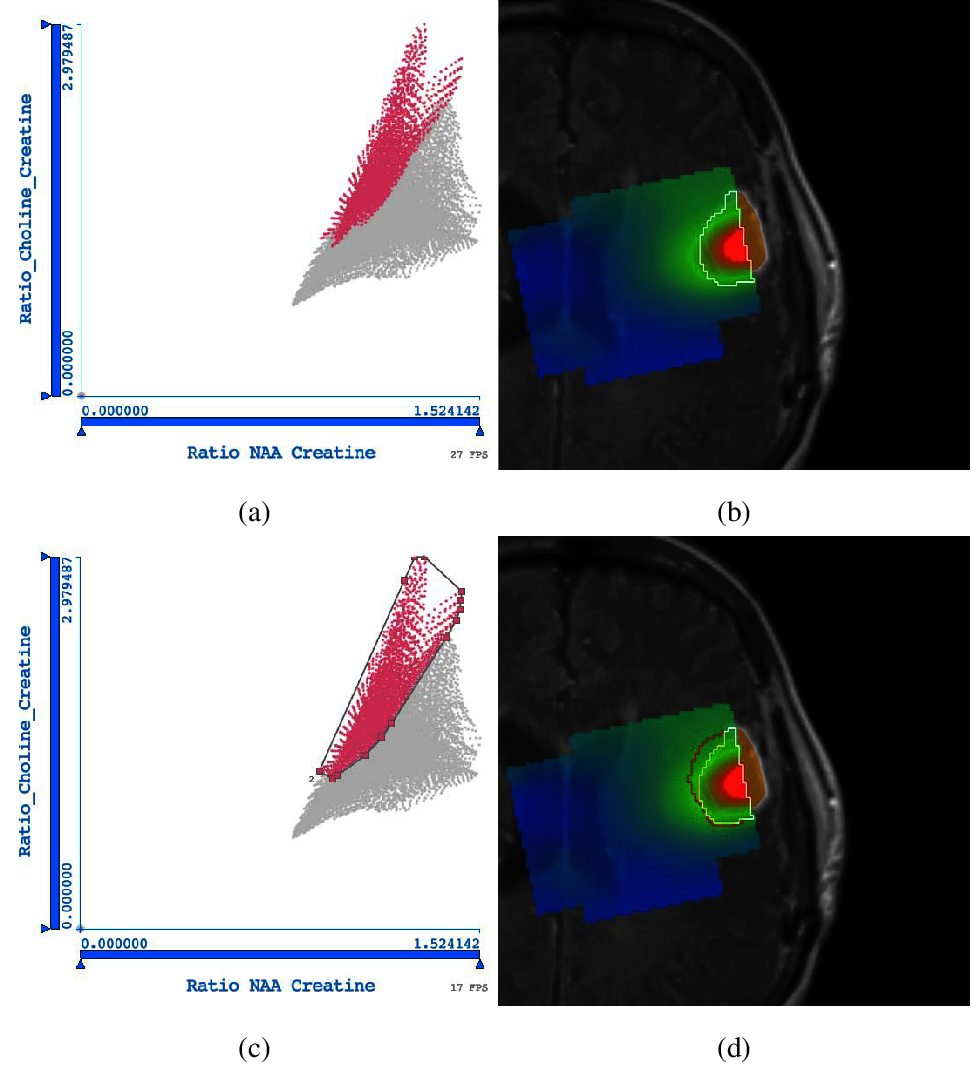 Ratio_Choline_Creatine
2.979487
0.000000
0.000000
1.524142
Ratio NAA Creatine
27 FPS
(a)
(b)
Ratio_Choline_Creatine
2.979487
0.000000
2
0.000000
1.524142
Ratio NAA Creatine
17 FPS
(c)
(d)